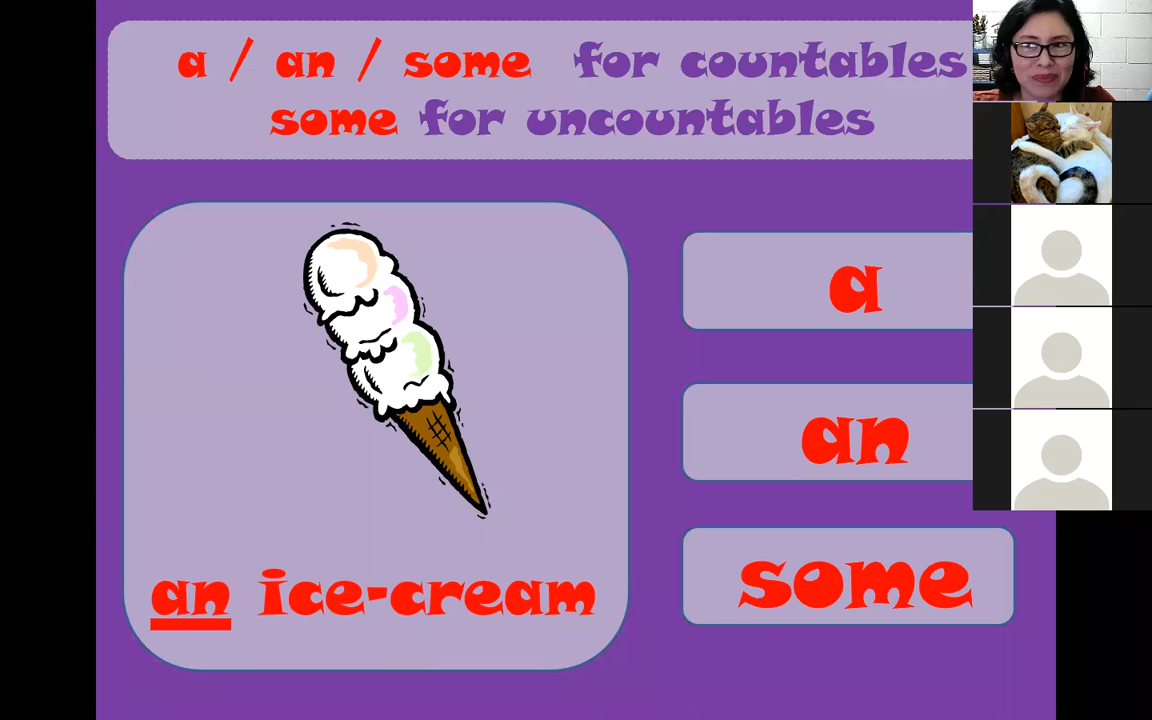 a / an / some for countables
some for uncountables
a
an
an ice-cream
some